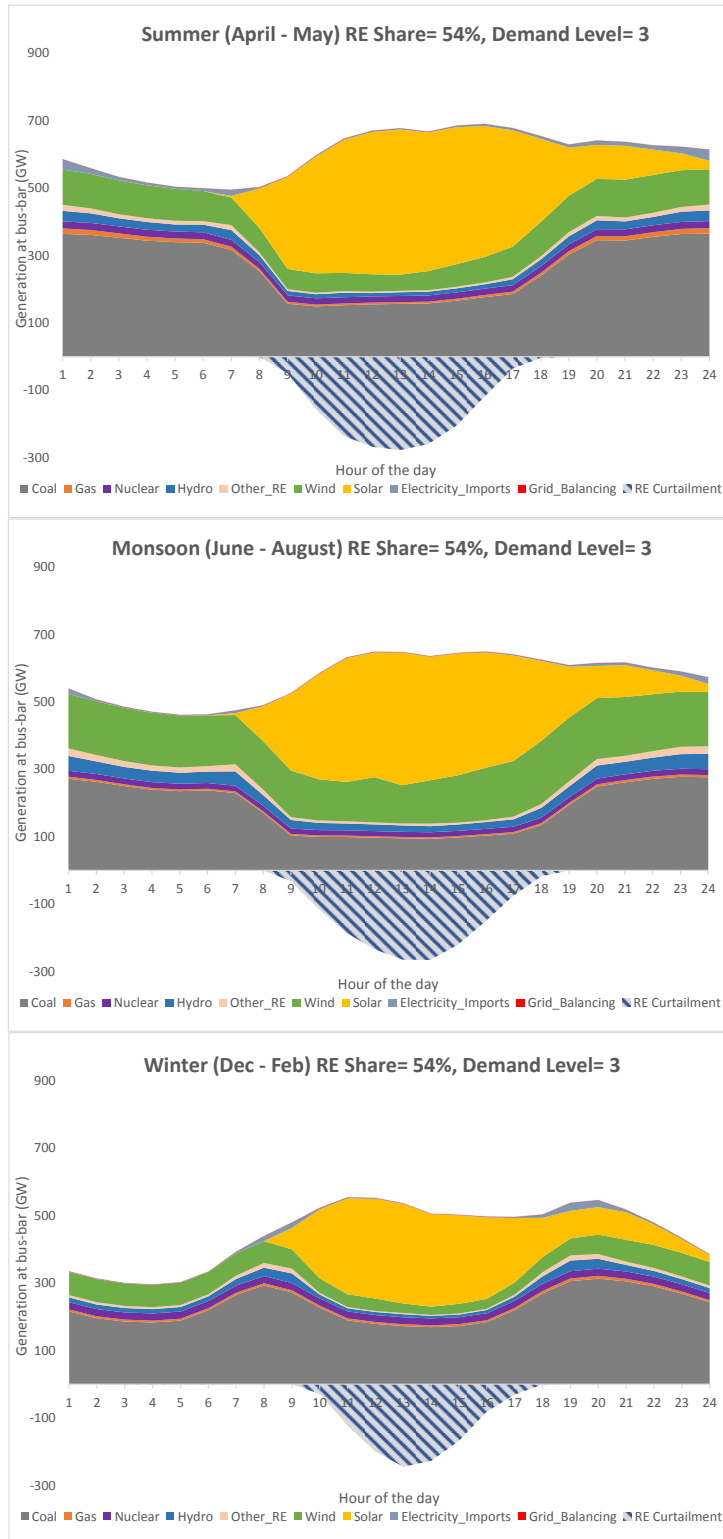 Summer (April - May) RE Share= 54%, Demand Level= 3
900
700
500
300
100
-100
-300
Generation at bus-bar (GW)
1 2 3 4 5 6 7 8 9 10 11 12 13 14 15 16 17 18 19 20 21 22 23 24
Hour of the day
Coal Gas Nuclear Hydro Other_RE Wind Solar Electricity_Imports Grid_Balancing RE Curtailment
Monsoon (June - August) RE Share= 54%, Demand Level= 3
900
700
500
300
100
-100
-300
Generation at bus-bar (GW)
1 2 3 4 5 6 7 8 9 10 11 12 13 14 15 16 17 18 19 20 21 22 23 24
Hour of the day
Coal Gas Nuclear Hydro Other_RE Wind Solar Electricity_Imports Grid_Balancing RE Curtailment
Winter (Dec - Feb) RE Share= 54%, Demand Level= 3
900
700
500
300
100
-100
-300
Generation at bus-bar (GW)
1 2 3 4 5 6 7 8 9 10 11 12 13 14 15 16 17 18 19 20 21 22 23 24
Hour of the day
Coal Gas Nuclear Hydro Other_RE Wind Solar Electricity_Imports Grid_Balancing RE Curtailment